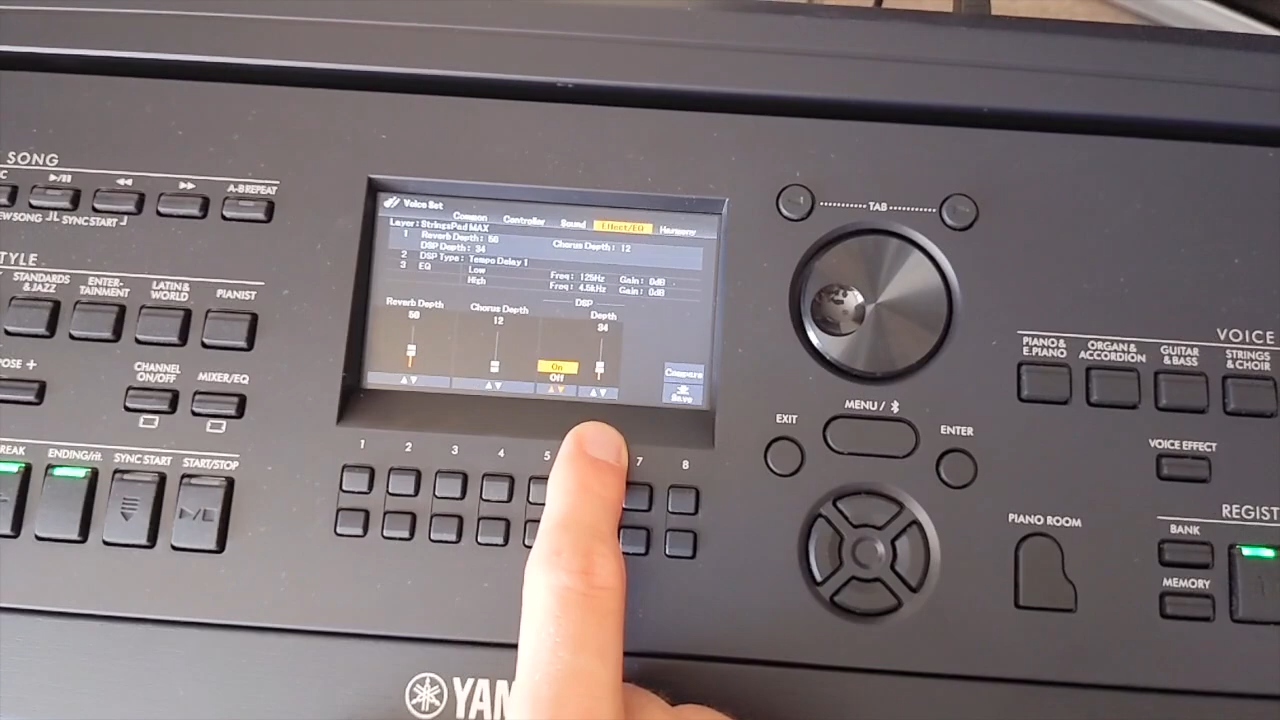 SONG
A-B REPEAT
SYNC START
STANDARDS
& JAZZ
ENTER-
TAINMENT
LATIN &
WORLD
PIANIST
CHANNEL
ON/OFF
MIXER/EQ
ENDING/rit.
SYNC START
START/STOP
Voice Set
Common Controller Sound Effect/EQ Harmony
Layer: StringsPad MAX
1 Reverb Depth: 50 Chorus Depth: 12
DSP Depth: 34
2 DSP Type: Tempo Delay 1
3 EQ Low Freq: 125Hz Gain: 0dB
High Freq: 4.5kHz Gain: 0dB
Reverb Depth Chorus Depth DSP
Depth
50 12 34
On
Off
Compare
Save
1 2 3 4 5 7 8
TAB
EXIT
MENU /
ENTER
PIANO ROOM
VOICE
PIANO &
E.PIANO
ORGAN &
ACCORDION
GUITAR
& BASS
STRINGS
& CHOIR
VOICE EFFECT
REGIST
BANK
MEMORY
YAM